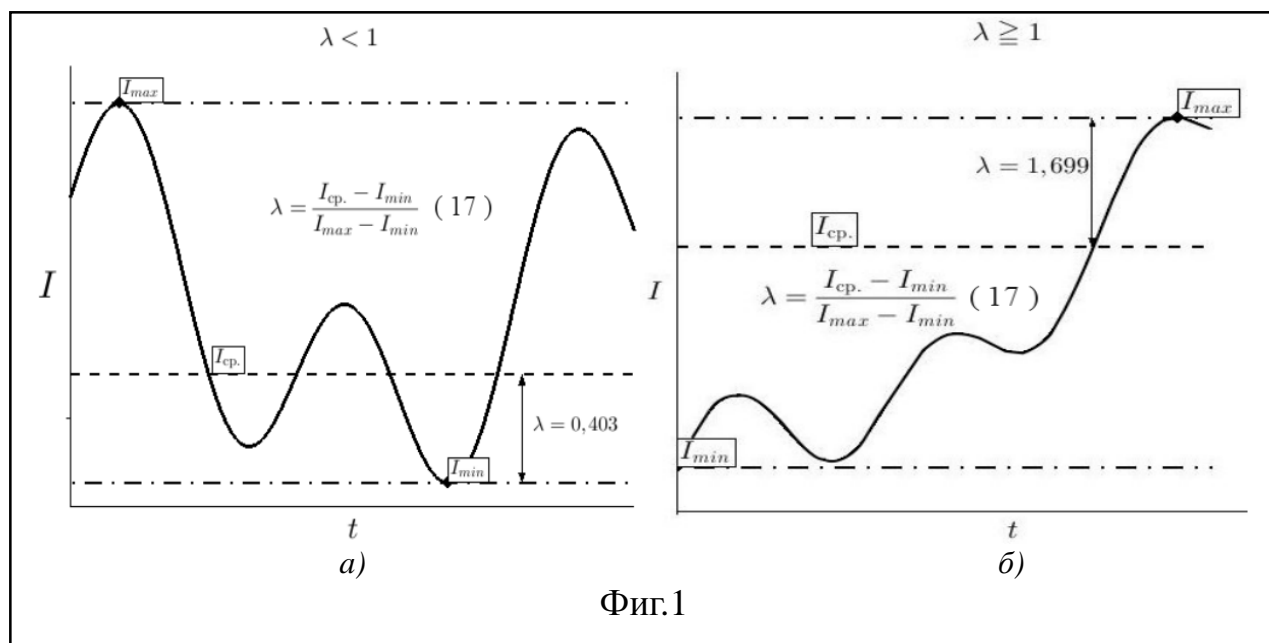 λ < 1
I_max
λ = (I_ср. − I_min) / (I_max − I_min) ( 17 )
I
I_ср.
λ = 0,403
I_min
t
а)
λ ≧ 1
I_max
λ = 1,699
I_ср.
I
λ = (I_ср. − I_min) / (I_max − I_min) ( 17 )
I_min
t
б)
Фиг.1